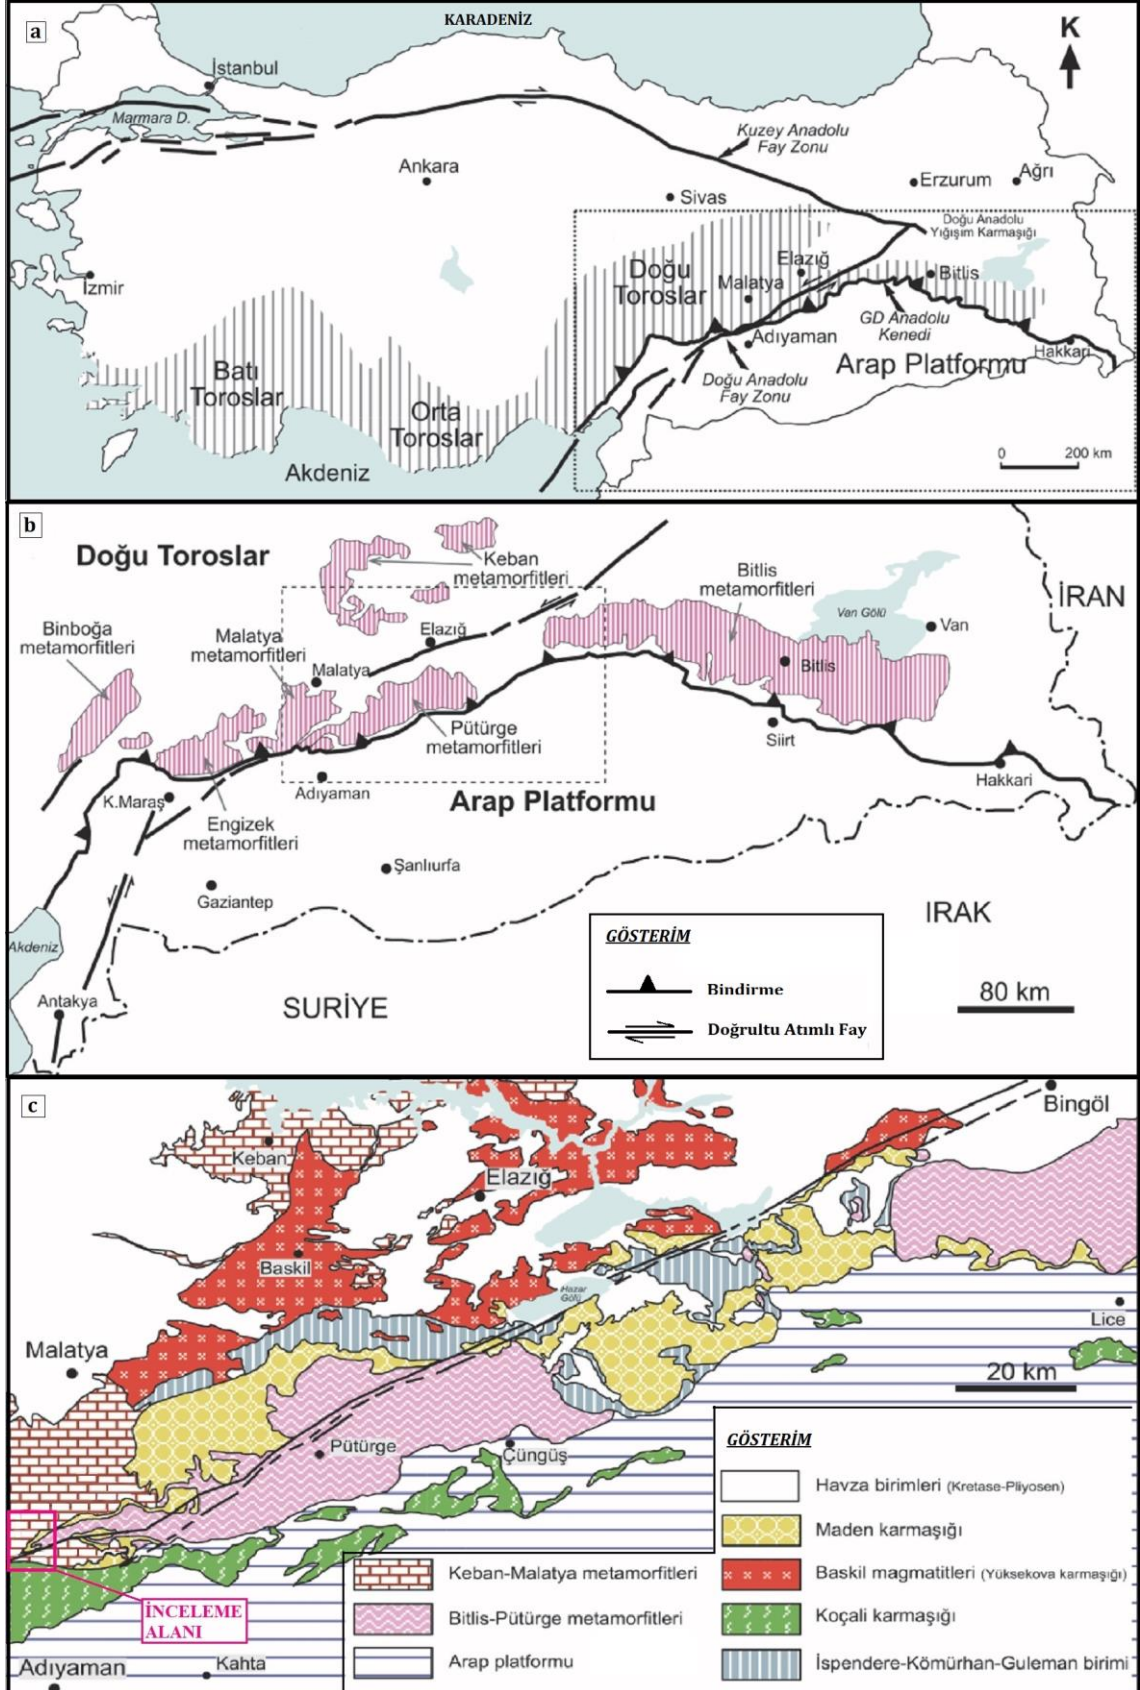 a
KARADENİZ
K
İstanbul
Marmara D.
Kuzey Anadolu
Fay Zonu
Ankara
Erzurum
Ağrı
Sivas
Doğu Anadolu
Yığışım Karmaşığı
Elazığ
Doğu
Toroslar
Malatya
Bitlis
İzmir
GD Anadolu
Kenedi
Adıyaman
Hakkari
Arap Platformu
Batı
Toroslar
Doğu Anadolu
Fay Zonu
Orta
Toroslar
Akdeniz
0 200 km
b
Doğu Toroslar
Keban
metamorfitleri
Bitlis
metamorfitleri
İRAN
Van Gölü
Binboğa
metamorfitleri
Malatya
metamorfitleri
Elazığ
Van
Malatya
Bitlis
Pütürge
metamorfitleri
Siirt
Hakkari
K.Maraş
Adıyaman
Arap Platformu
Engizek
metamorfitleri
Şanlıurfa
Gaziantep
IRAK
Akdeniz
GÖSTERİM
Bindirme
Doğrultu Atımlı Fay
80 km
Antakya
SURİYE
c
Bingöl
Keban
Elazığ
Baskil
Hazar
Gölü
Lice
Malatya
20 km
Pütürge
Çüngüş
GÖSTERİM
Havza birimleri (Kretase-Pliyosen)
Maden karmaşığı
Keban-Malatya metamorfitleri
Baskil magmatitleri (Yüksekova karmaşığı)
Bitlis-Pütürge metamorfitleri
Koçali karmaşığı
Arap platformu
İspendere-Kömürhan-Guleman birimi
İNCELEME
ALANI
Adıyaman
Kahta